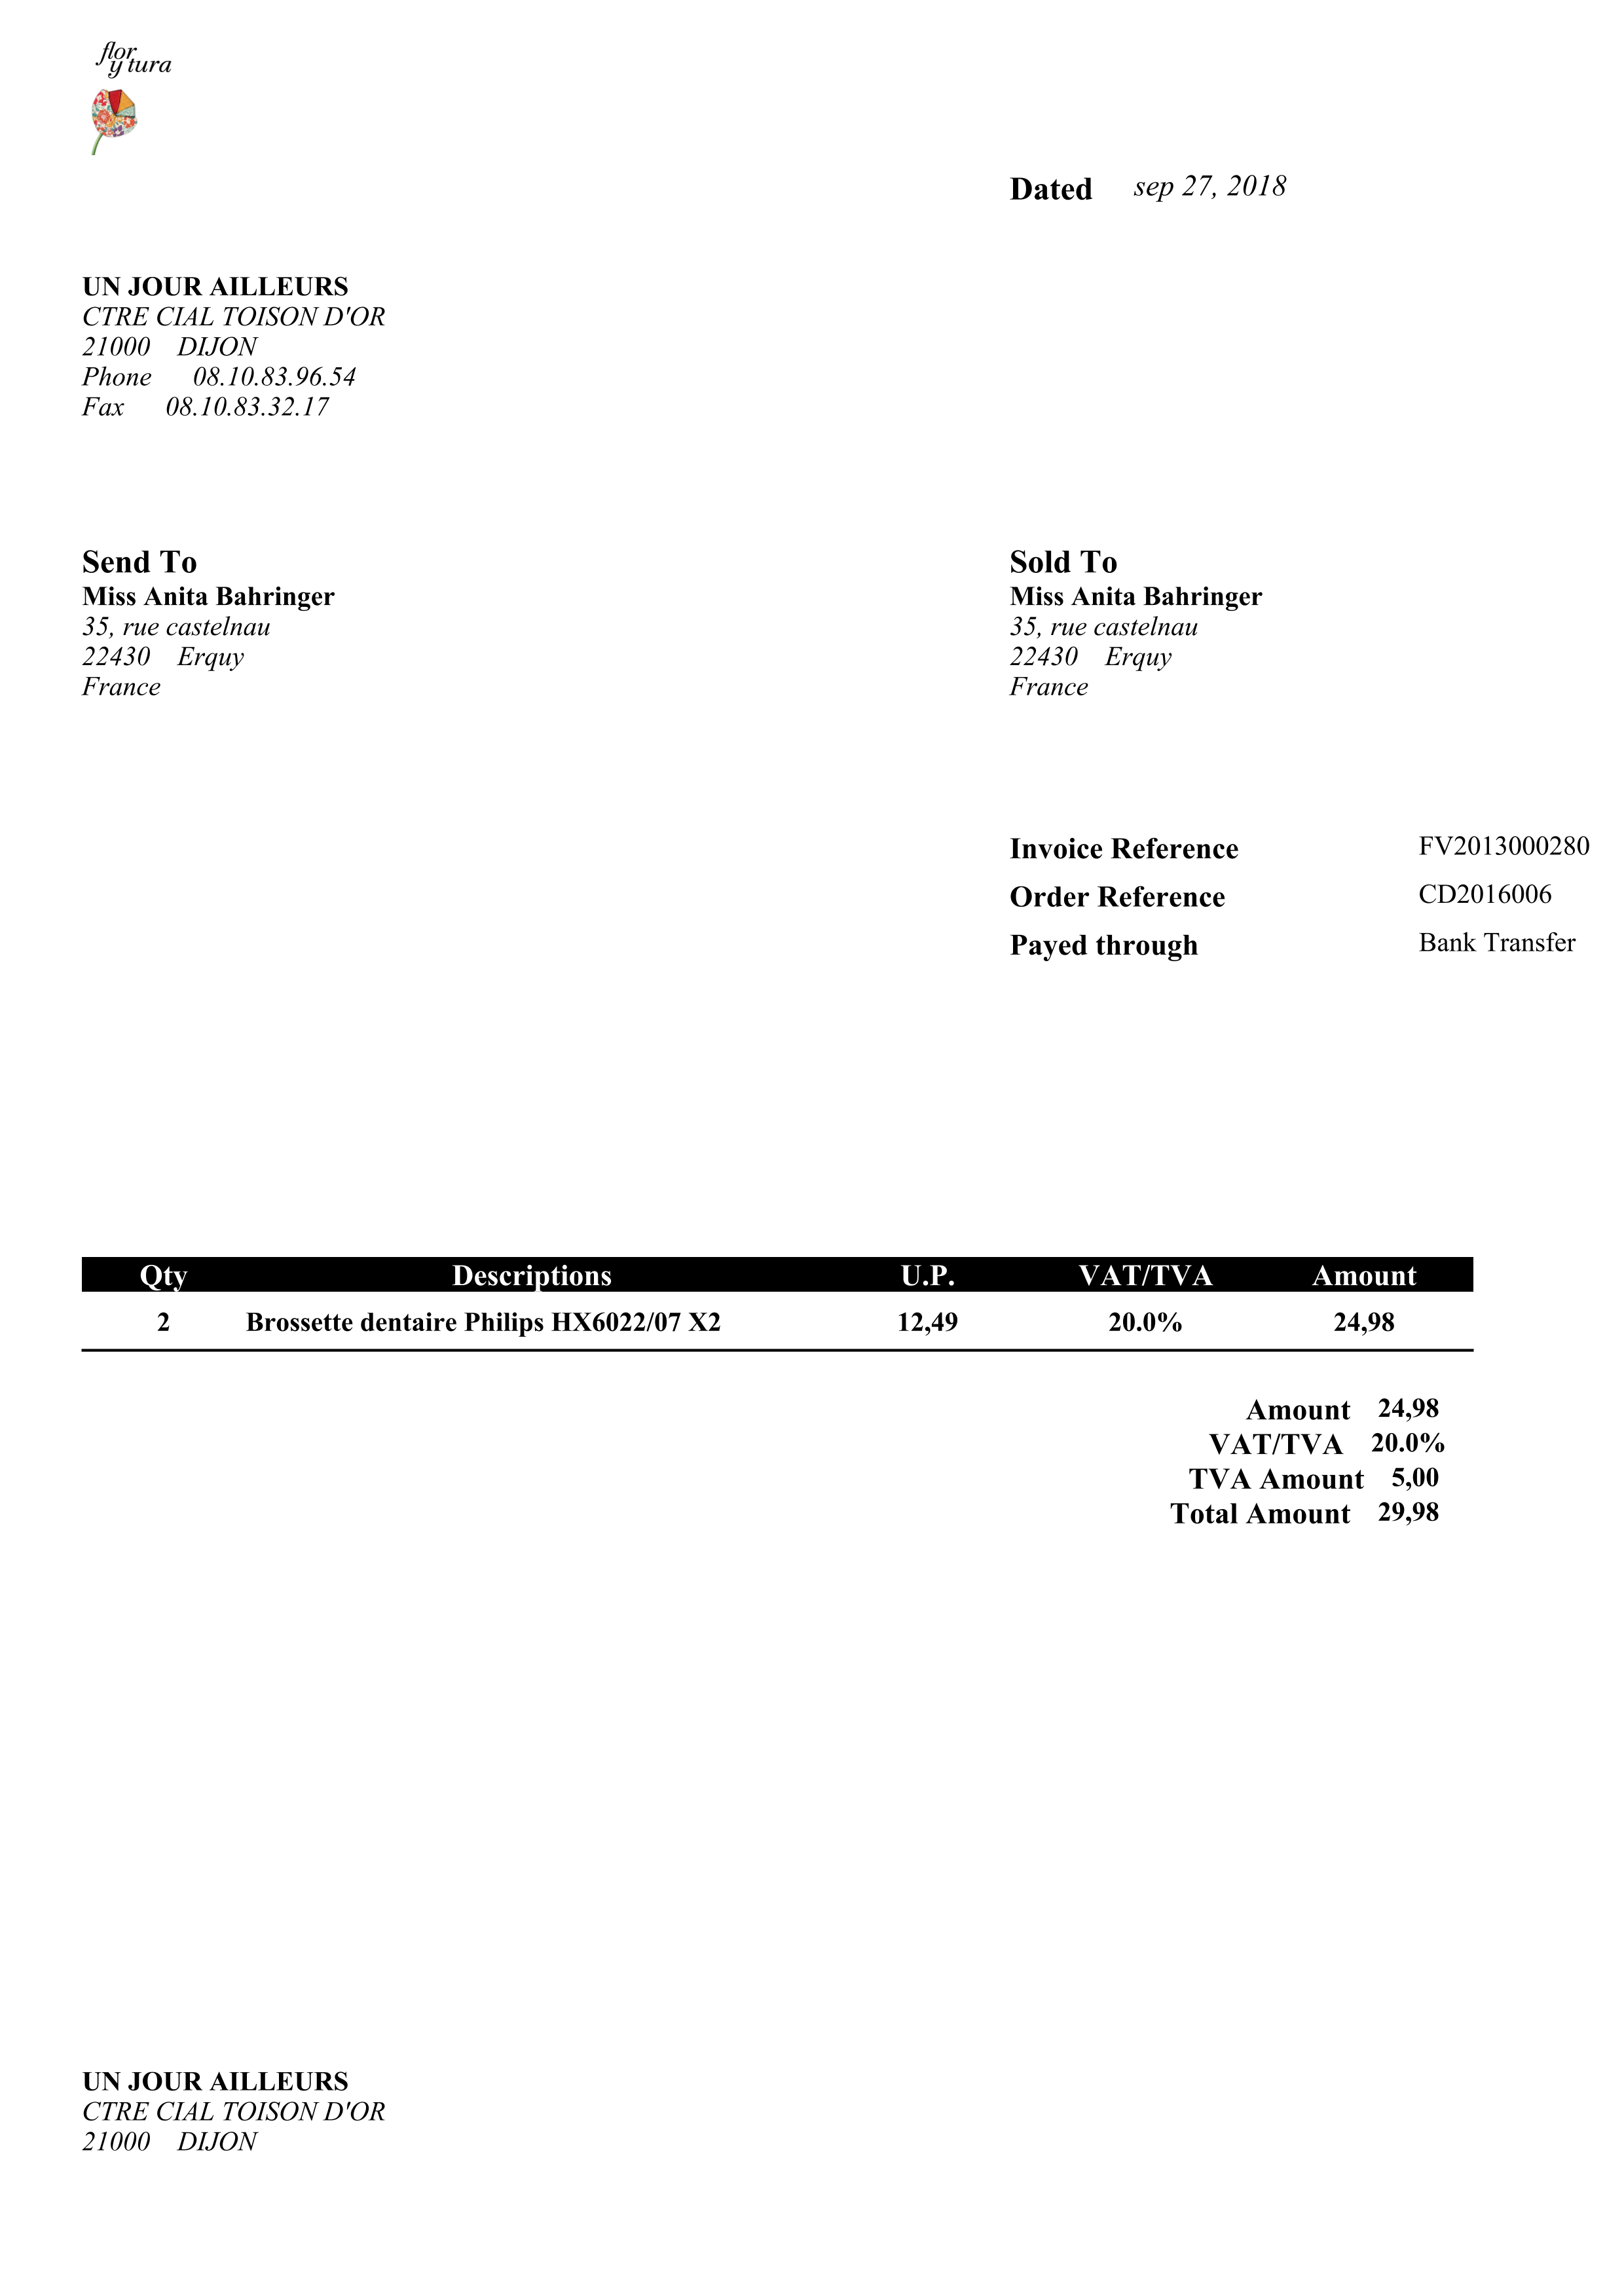 flor
y tura
Dated sep 27, 2018
UN JOUR AILLEURS
CTRE CIAL TOISON D'OR
21000 DIJON
Phone 08.10.83.96.54
Fax 08.10.83.32.17
Send To
Miss Anita Bahringer
35, rue castelnau
22430 Erquy
France
Sold To
Miss Anita Bahringer
35, rue castelnau
22430 Erquy
France
Invoice Reference FV2013000280
Order Reference CD2016006
Payed through Bank Transfer
Qty Descriptions U.P. VAT/TVA Amount
2 Brossette dentaire Philips HX6022/07 X2 12,49 20.0% 24,98
Amount 24,98
VAT/TVA 20.0%
TVA Amount 5,00
Total Amount 29,98
UN JOUR AILLEURS
CTRE CIAL TOISON D'OR
21000 DIJON